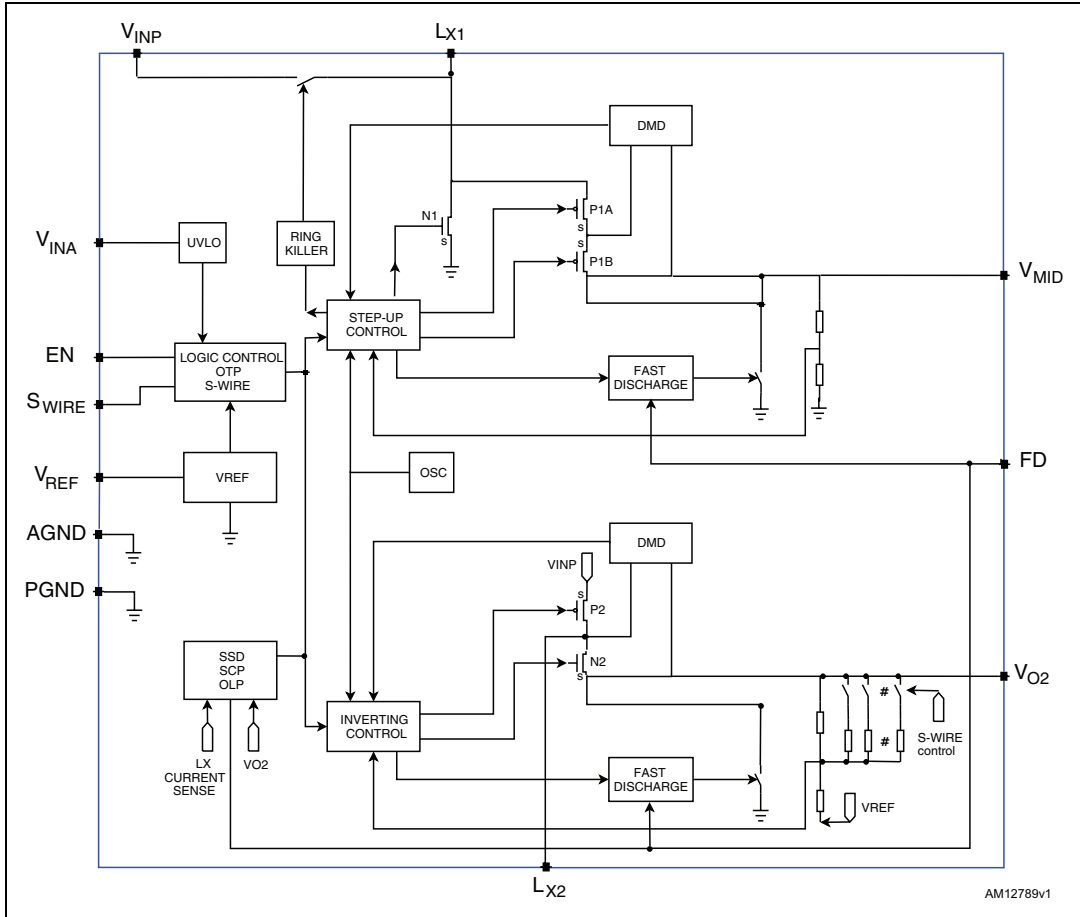 VINP
LX1
DMD
N1
S
P1A
S
S
P1B
VINA
UVLO
RING
KILLER
VMID
STEP-UP
CONTROL
EN
LOGIC CONTROL
OTP
S-WIRE
SWIRE
FAST
DISCHARGE
VREF
VREF
OSC
FD
AGND
DMD
VINP
PGND
S
P2
SSD
SCP
OLP
N2
S
VO2
#
S-WIRE
control
#
INVERTING
CONTROL
LX
CURRENT
SENSE
VO2
FAST
DISCHARGE
VREF
LX2
AM12789v1